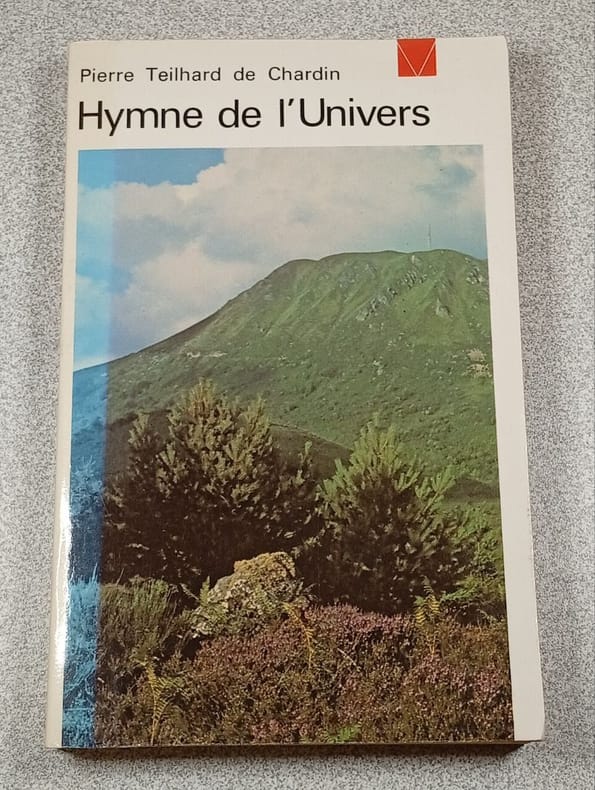 Pierre Teilhard de Chardin
Hymne de l'Univers